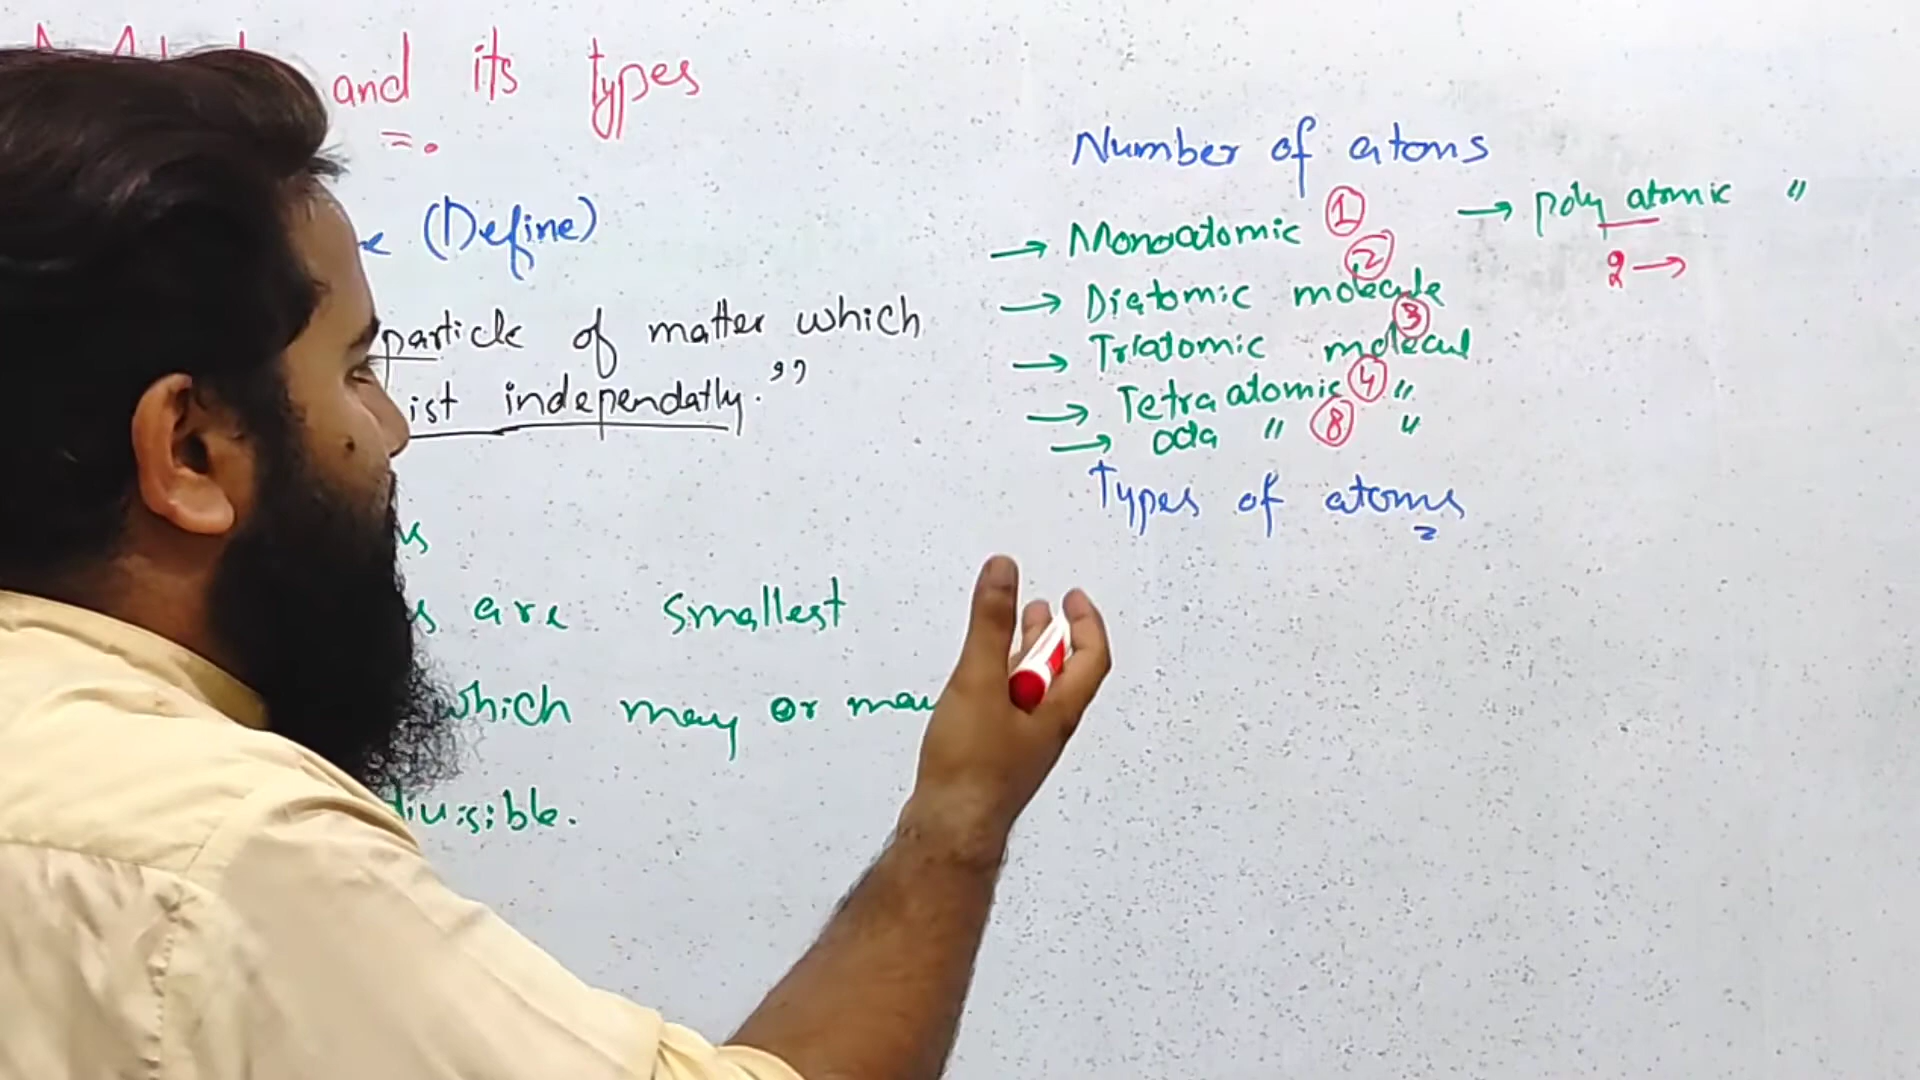 and its types
(Define)
particle of matter which
ist independatly.”
are smallest
which may or may
divisible.
Number of atoms
→ Monoatomic ①
→ Diatomic molecule ②
→ Triatomic molecul ③
→ Tetra atomic ④ "
→ octa " ⑧ "
→ poly atomic "
2 →
Types of atoms